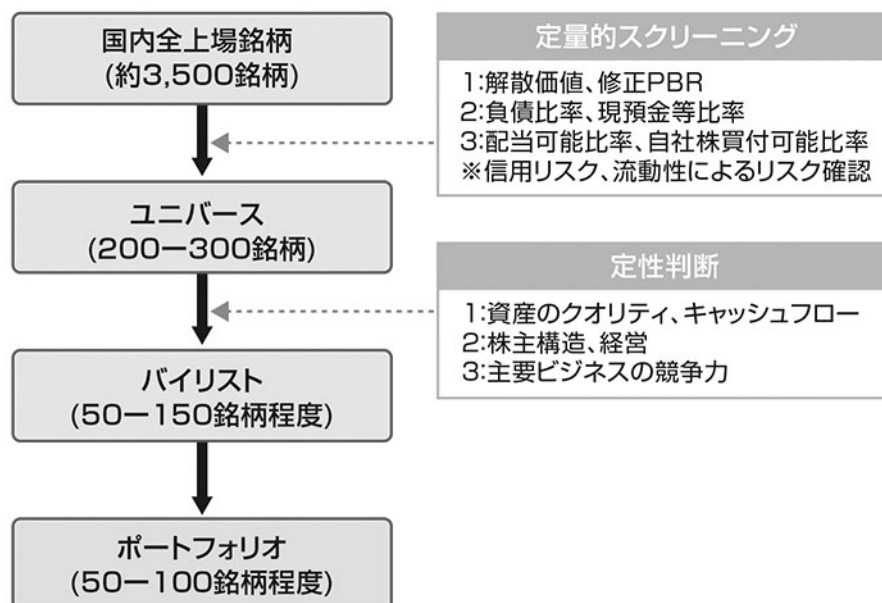 国内全上場銘柄
(約3,500銘柄)
定量的スクリーニング
1:解散価値、修正PBR
2:負債比率、現預金等比率
3:配当可能比率、自社株買付可能比率
※信用リスク、流動性によるリスク確認
ユニバース
(200ー300銘柄)
定性判断
1:資産のクオリティ、キャッシュフロー
2:株主構造、経営
3:主要ビジネスの競争力
バイリスト
(50ー150銘柄程度)
ポートフォリオ
(50ー100銘柄程度)